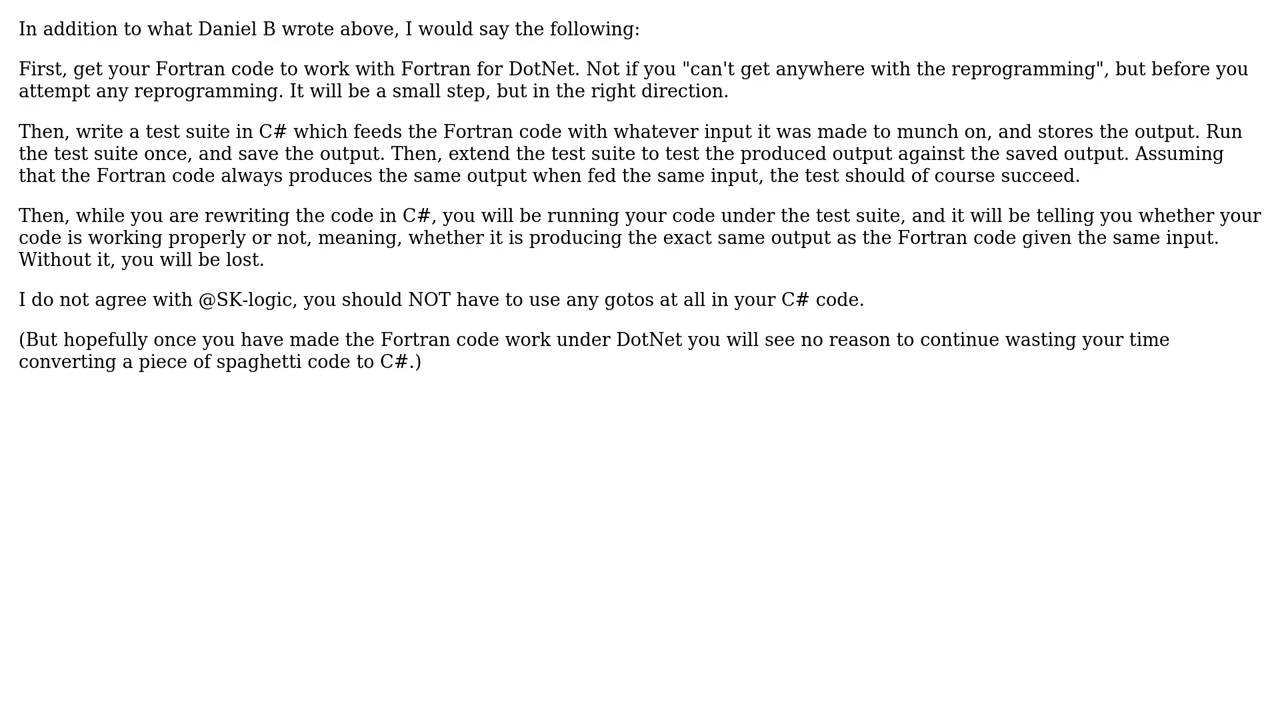 In addition to what Daniel B wrote above, I would say the following:
First, get your Fortran code to work with Fortran for DotNet. Not if you "can't get anywhere with the reprogramming", but before you
attempt any reprogramming. It will be a small step, but in the right direction.
Then, write a test suite in C# which feeds the Fortran code with whatever input it was made to munch on, and stores the output. Run
the test suite once, and save the output. Then, extend the test suite to test the produced output against the saved output. Assuming
that the Fortran code always produces the same output when fed the same input, the test should of course succeed.
Then, while you are rewriting the code in C#, you will be running your code under the test suite, and it will be telling you whether your
code is working properly or not, meaning, whether it is producing the exact same output as the Fortran code given the same input.
Without it, you will be lost.
I do not agree with @SK-logic, you should NOT have to use any gotos at all in your C# code.
(But hopefully once you have made the Fortran code work under DotNet you will see no reason to continue wasting your time
converting a piece of spaghetti code to C#.)